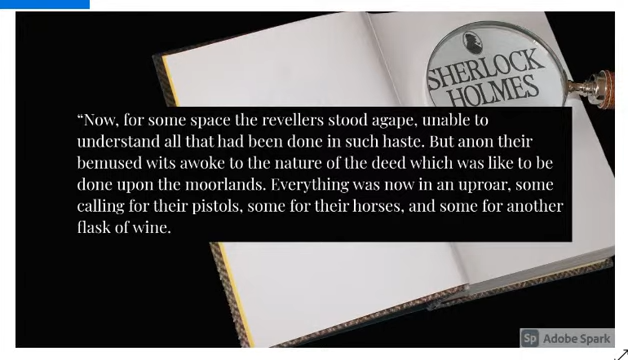 SHERLOCK
HOLMES
“Now, for some space the revellers stood agape, unable to
understand all that had been done in such haste. But anon their
bemused wits awoke to the nature of the deed which was like to be
done upon the moorlands. Everything was now in an uproar, some
calling for their pistols, some for their horses, and some for another
flask of wine.
Sp Adobe Spark